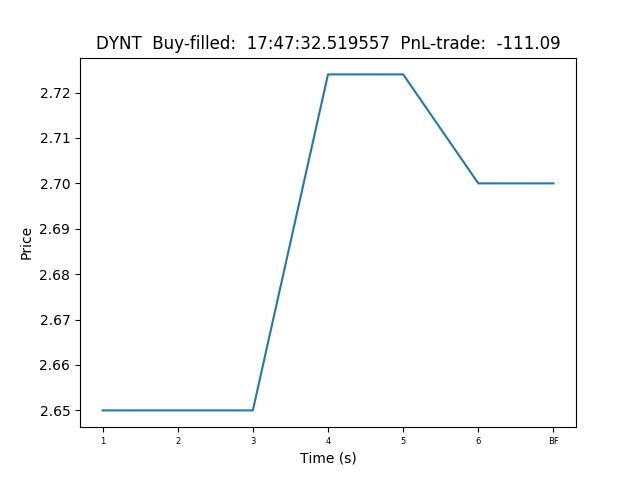 DYNT  Buy-filled:  17:47:32.519557  PnL-trade:  -111.09
2.72
2.71
2.70
2.69
2.68
2.67
2.66
2.65
Price
1 2 3 4 5 6 BF
Time (s)